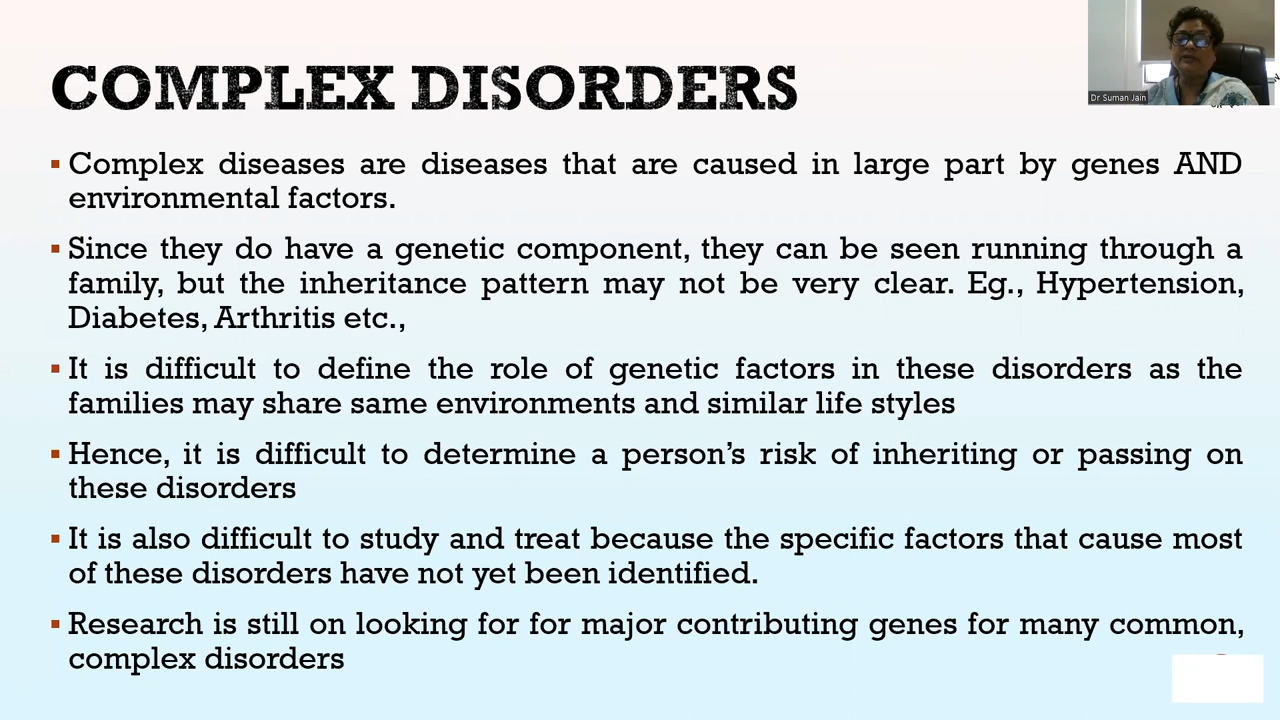 COMPLEX DISORDERS
Dr Suman Jain
▪ Complex diseases are diseases that are caused in large part by genes AND
environmental factors.
▪ Since they do have a genetic component, they can be seen running through a
family, but the inheritance pattern may not be very clear. Eg., Hypertension,
Diabetes, Arthritis etc.,
▪ It is difficult to define the role of genetic factors in these disorders as the
families may share same environments and similar life styles
▪ Hence, it is difficult to determine a person’s risk of inheriting or passing on
these disorders
▪ It is also difficult to study and treat because the specific factors that cause most
of these disorders have not yet been identified.
▪ Research is still on looking for for major contributing genes for many common,
complex disorders